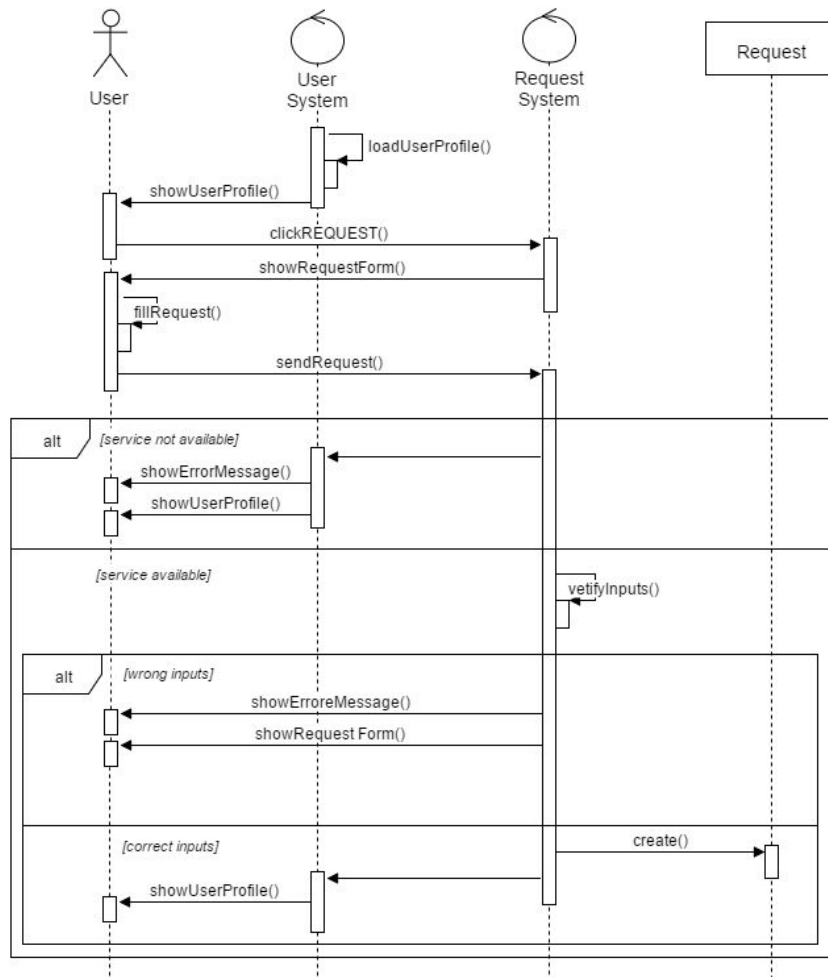 User
User
System
Request
System
Request
loadUserProfile()
showUserProfile()
clickREQUEST()
showRequestForm()
fillRequest()
sendRequest()
alt
[service not available]
showErrorMessage()
showUserProfile()
[service available]
vetifyInputs()
alt
[wrong inputs]
showErroreMessage()
showRequest Form()
[correct inputs]
create()
showUserProfile()